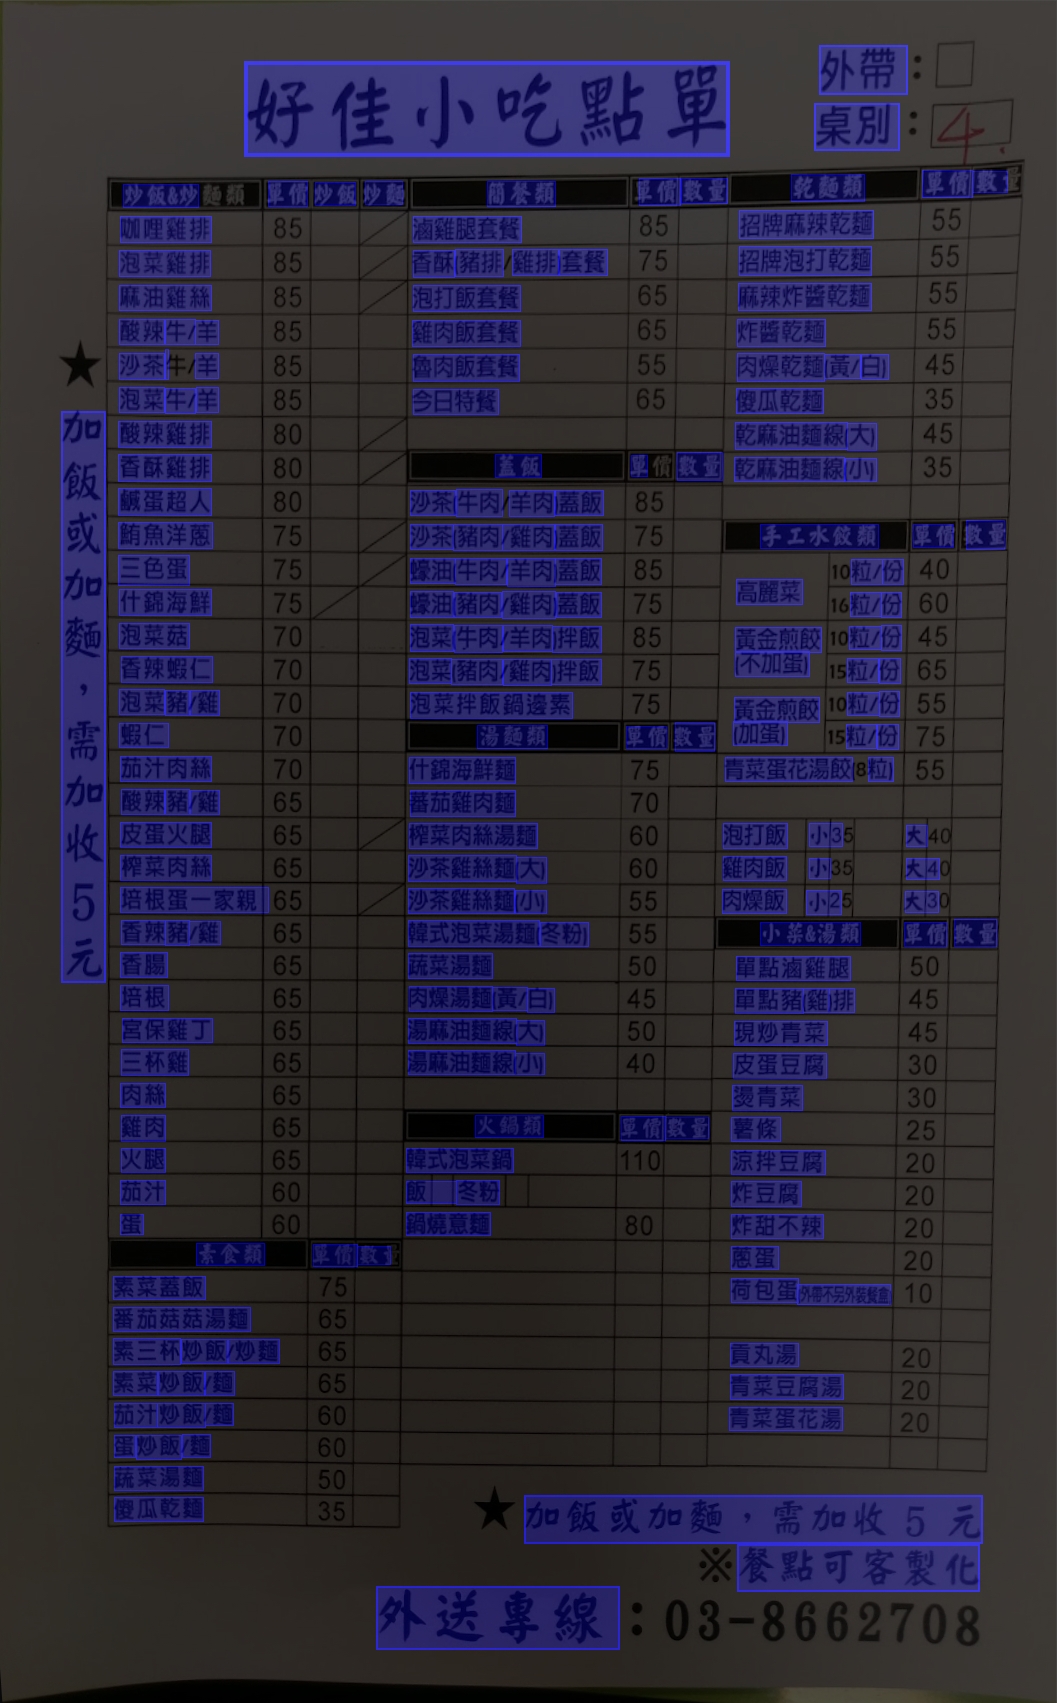 好佳小吃點單
外帶：
桌別：4.
★加飯或加麵，需加收5元
炒飯&炒麵類 單價 炒飯 炒麵
咖哩雞排 85
泡菜雞排 85
麻油雞絲 85
酸辣牛/羊 85
沙茶牛/羊 85
泡菜牛/羊 85
酸辣雞排 80
香酥雞排 80
鹹蛋超人 80
鮪魚洋蔥 75
三色蛋 75
什錦海鮮 75
泡菜菇 70
香辣蝦仁 70
泡菜豬/雞 70
蝦仁 70
茄汁肉絲 70
酸辣豬/雞 65
皮蛋火腿 65
榨菜肉絲 65
培根蛋一家親 65
香辣豬/雞 65
香腸 65
培根 65
宮保雞丁 65
三杯雞 65
肉絲 65
雞肉 65
火腿 65
茄汁 60
蛋 60
素食類 單價 數量
素菜蓋飯 75
番茄菇菇湯麵 65
素三杯炒飯/炒麵 65
素菜炒飯/麵 65
茄汁炒飯/麵 60
蛋炒飯/麵 60
蔬菜湯麵 50
傻瓜乾麵 35
簡餐類 單價 數量
滷雞腿套餐 85
香酥(豬排/雞排)套餐 75
泡打飯套餐 65
雞肉飯套餐 65
魯肉飯套餐 55
今日特餐 65
蓋飯 單價 數量
沙茶(牛肉/羊肉)蓋飯 85
沙茶(豬肉/雞肉)蓋飯 75
蠔油(牛肉/羊肉)蓋飯 85
蠔油(豬肉/雞肉)蓋飯 75
泡菜(牛肉/羊肉)拌飯 85
泡菜(豬肉/雞肉)拌飯 75
泡菜拌飯鍋邊素 75
湯麵類 單價 數量
什錦海鮮麵 75
蕃茄雞肉麵 70
榨菜肉絲湯麵 60
沙茶雞絲麵(大) 60
沙茶雞絲麵(小) 55
韓式泡菜湯麵(冬粉) 55
蔬菜湯麵 50
肉燥湯麵(黃/白) 45
湯麻油麵線(大) 50
湯麻油麵線(小) 40
火鍋類 單價 數量
韓式泡菜鍋 110
飯 冬粉
鍋燒意麵 80
乾麵類 單價 數量
招牌麻辣乾麵 55
招牌泡打乾麵 55
麻辣炸醬乾麵 55
炸醬乾麵 55
肉燥乾麵(黃/白) 45
傻瓜乾麵 35
乾麻油麵線(大) 45
乾麻油麵線(小) 35
手工水餃類 單價 數量
高麗菜 10粒/份 40
16粒/份 60
黃金煎餃(不加蛋) 10粒/份 45
15粒/份 65
黃金煎餃(加蛋) 10粒/份 55
15粒/份 75
青菜蛋花湯餃(8粒) 55
泡打飯 小35 大40
雞肉飯 小35 大40
肉燥飯 小25 大30
小菜&湯類 單價 數量
單點滷雞腿 50
單點豬(雞)排 45
現炒青菜 45
皮蛋豆腐 30
燙青菜 30
薯條 25
涼拌豆腐 20
炸豆腐 20
炸甜不辣 20
蔥蛋 20
荷包蛋(外帶不另外裝餐盒) 10
貢丸湯 20
青菜豆腐湯 20
青菜蛋花湯 20
★加飯或加麵，需加收5元
※餐點可客製化
外送專線：03-8662708